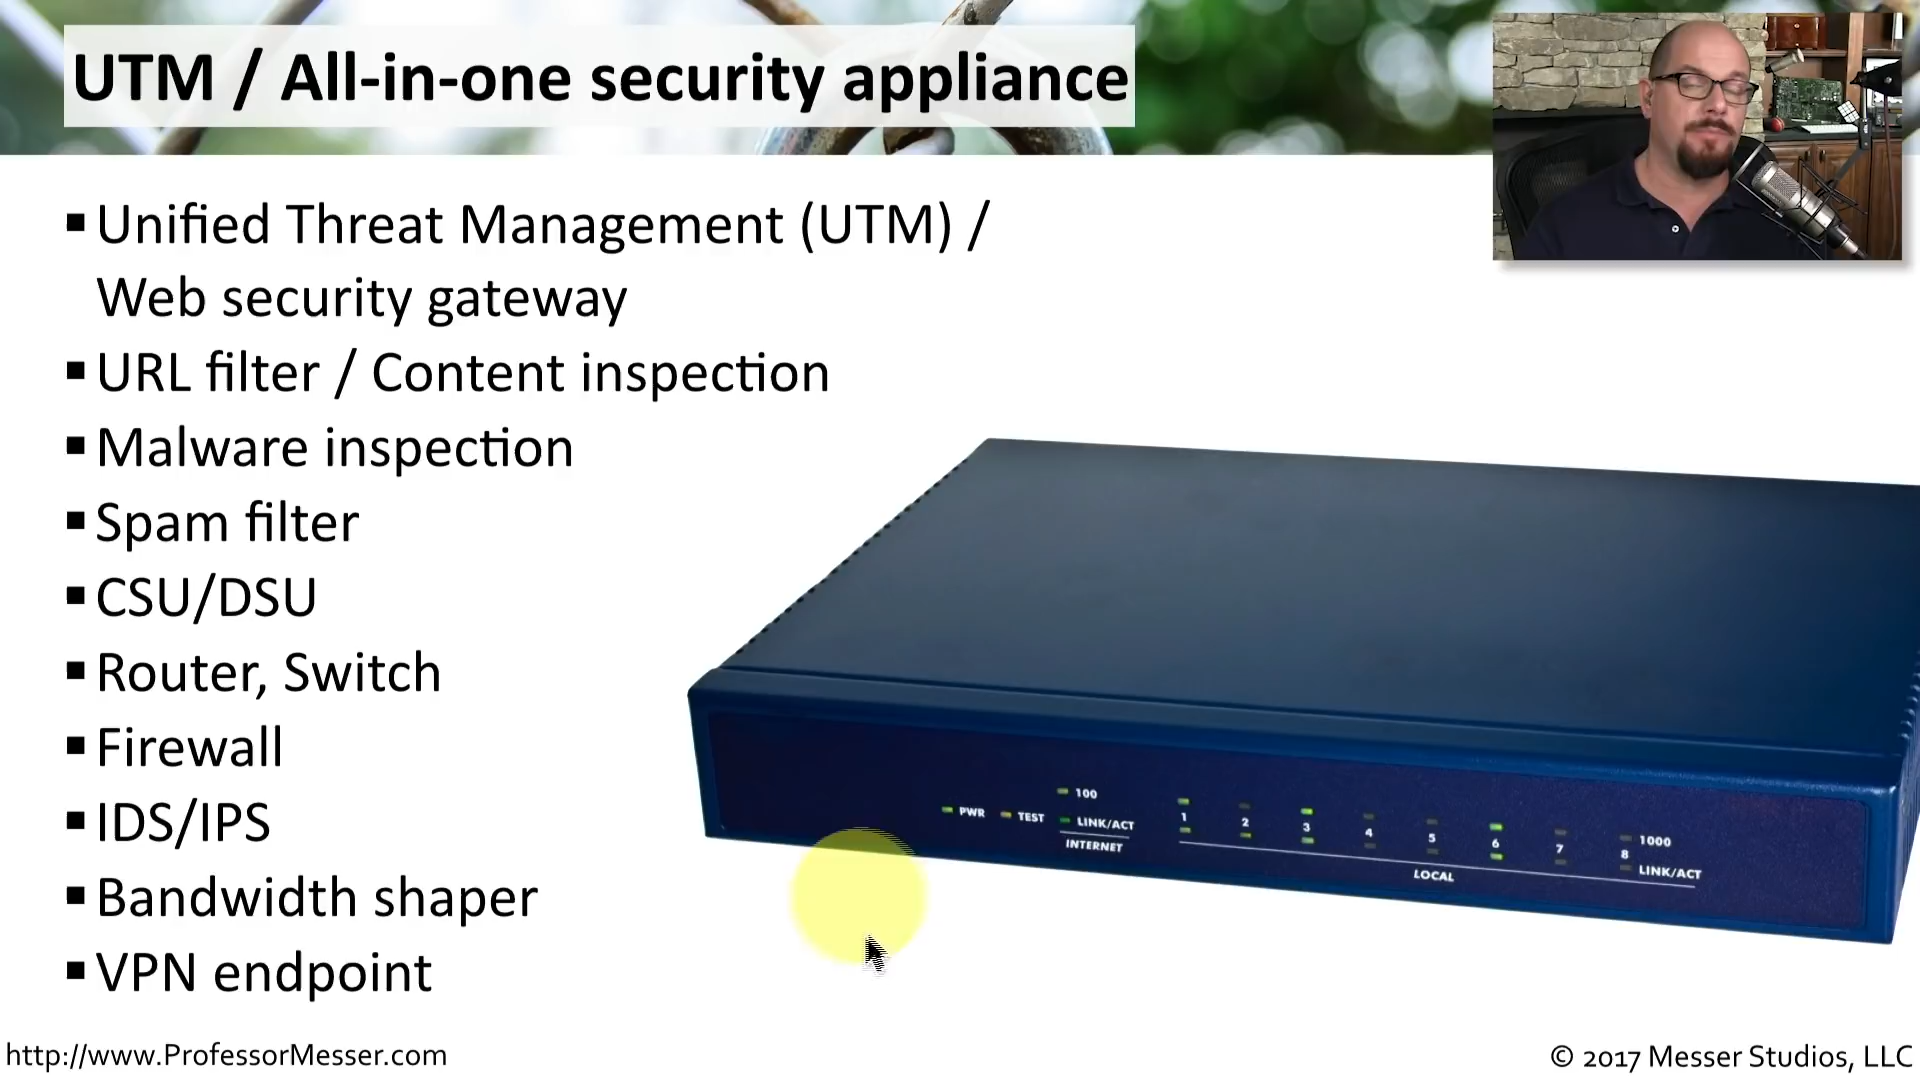 UTM / All-in-one security appliance
▪Unified Threat Management (UTM) /
Web security gateway
▪URL filter / Content inspection
▪Malware inspection
▪Spam filter
▪CSU/DSU
▪Router, Switch
▪Firewall
▪IDS/IPS
▪Bandwidth shaper
▪VPN endpoint
PWR
TEST
100
LINK/ACT
INTERNET
1 2 3 4 5 6 7 8
1000
LINK/ACT
LOCAL
http://www.ProfessorMesser.com
© 2017 Messer Studios, LLC